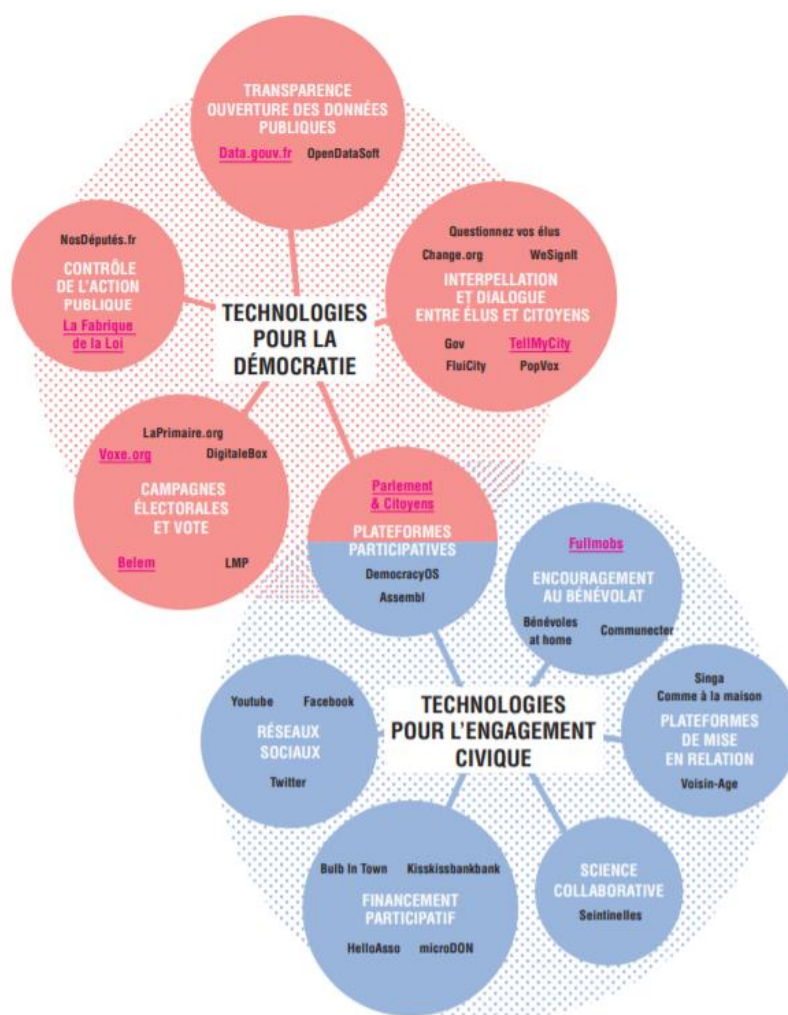 TRANSPARENCE
OUVERTURE DES DONNÉES
PUBLIQUES
Data.gouv.fr OpenDataSoft
NosDéputés.fr
CONTRÔLE
DE L'ACTION
PUBLIQUE
La Fabrique
de la Loi
Questionnez vos élus
Change.org WeSignIt
INTERPELLATION
ET DIALOGUE
ENTRE ÉLUS ET CITOYENS
Gov TellMyCity
FluiCity PopVox
TECHNOLOGIES
POUR LA
DÉMOCRATIE
LaPrimaire.org
Voxe.org DigitaleBox
CAMPAGNES
ÉLECTORALES
ET VOTE
Belem LMP
Parlement
& Citoyens
PLATEFORMES
PARTICIPATIVES
DemocracyOS
Assembl
Fullmobs
ENCOURAGEMENT
AU BÉNÉVOLAT
Bénévoles
at home Communecter
TECHNOLOGIES
POUR L'ENGAGEMENT
CIVIQUE
Youtube Facebook
RÉSEAUX
SOCIAUX
Twitter
Singa
Comme à la maison
PLATEFORMES
DE MISE
EN RELATION
Voisin-Age
Bulb In Town Kisskissbankbank
FINANCEMENT
PARTICIPATIF
HelloAsso microDON
SCIENCE
COLLABORATIVE
Seintinelles